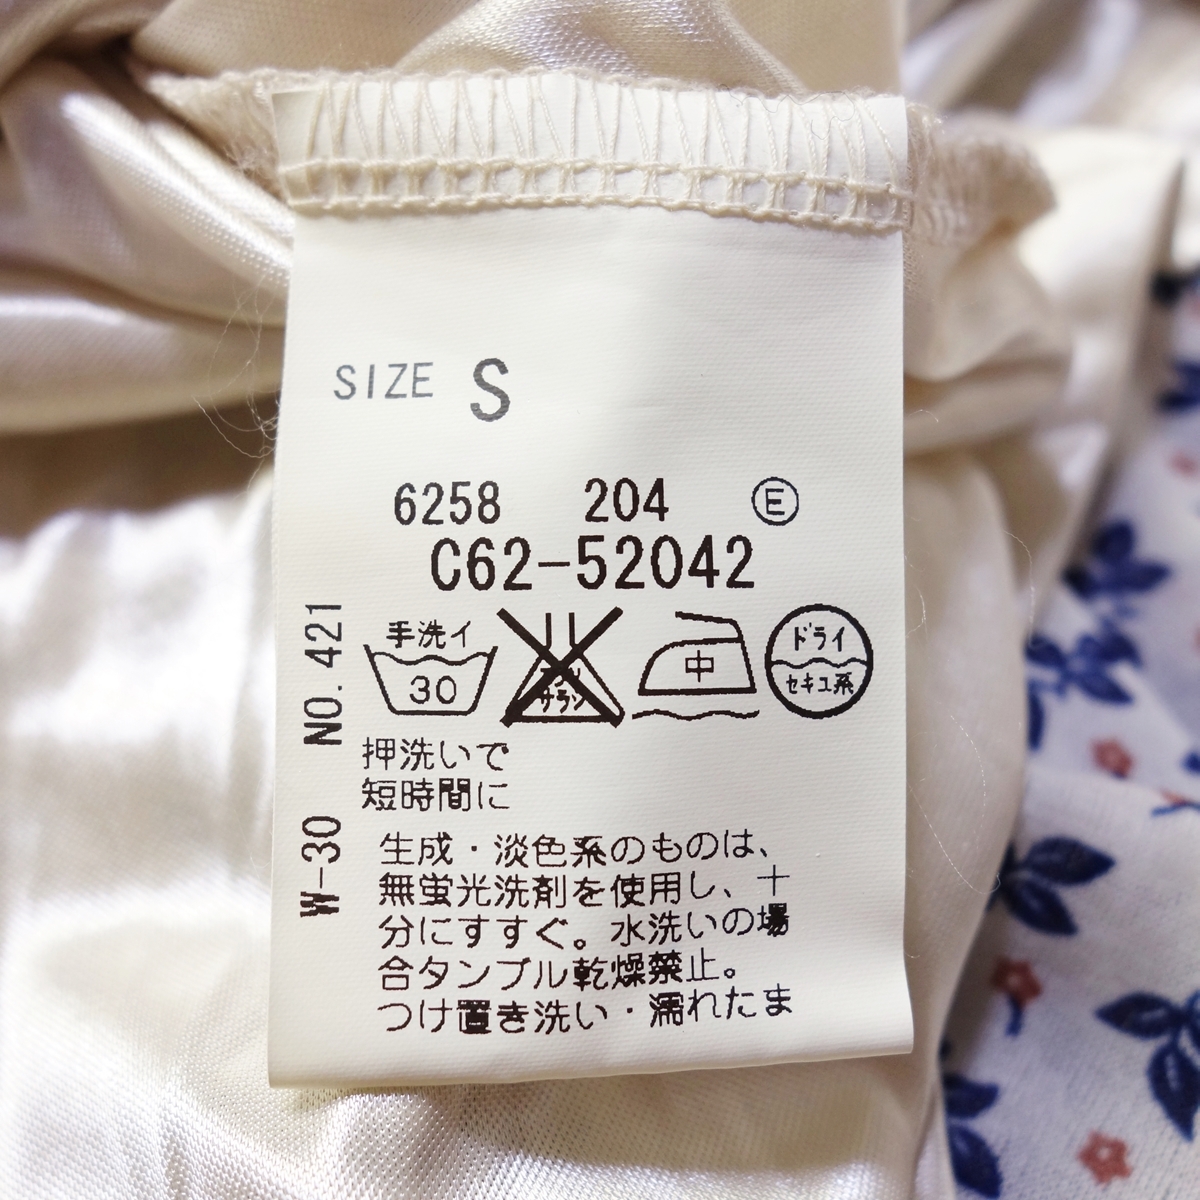 SIZE S
6258 204 Ⓔ
C62-52042
手洗イ
30
サラシ
中
ドライ
セキユ系
NO. 421
W-30
押洗いで
短時間に
生成・淡色系のものは、
無蛍光洗剤を使用し、十
分にすすぐ。水洗いの場
合タンブル乾燥禁止。
つけ置き洗い・濡れたま